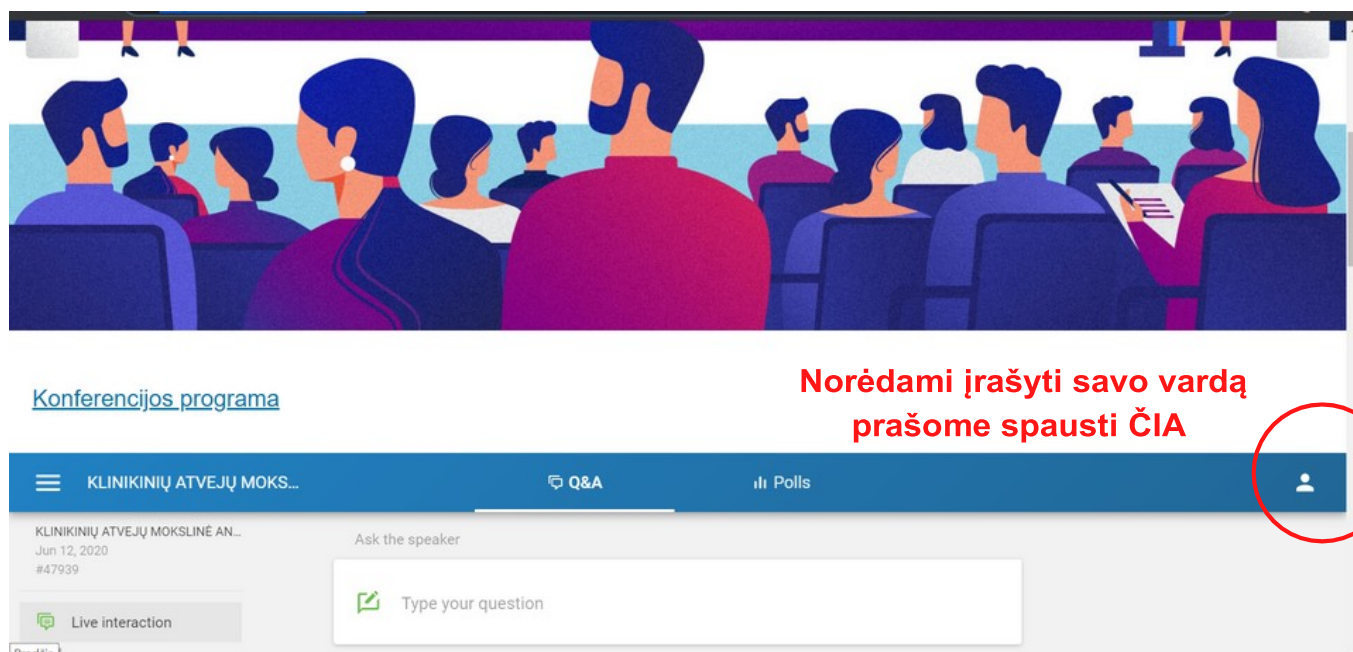 Konferencijos programa
Norėdami įrašyti savo vardą
prašome spausti ČIA
KLINIKINIŲ ATVEJŲ MOKS...
Q&A
Polls
KLINIKINIŲ ATVEJŲ MOKSLINĖ AN...
Jun 12, 2020
#47939
Ask the speaker
Type your question
Live interaction